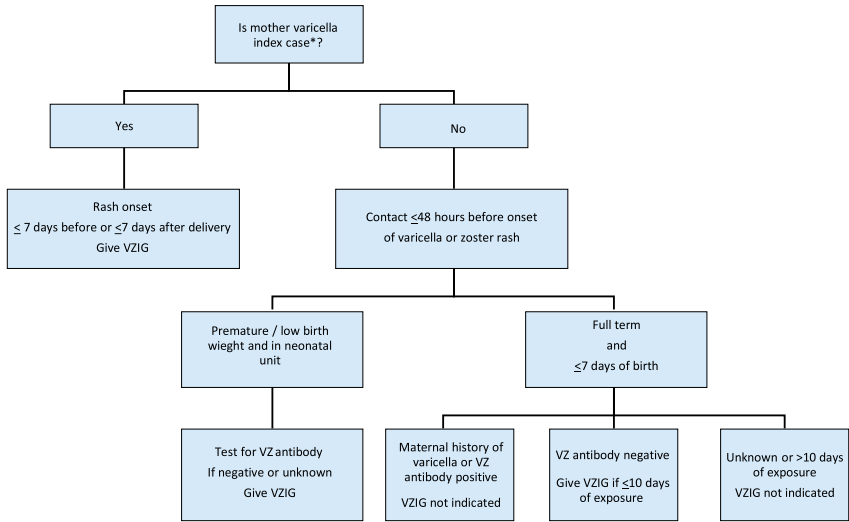 Is mother varicella
index case*?
Yes
No
Rash onset
≤ 7 days before or ≤7 days after delivery
Give VZIG
Contact ≤48 hours before onset
of varicella or zoster rash
Premature / low birth
wieght and in neonatal
unit
Full term
and
≤7 days of birth
Test for VZ antibody
If negative or unknown
Give VZIG
Maternal history of
varicella or VZ
antibody positive
VZIG not indicated
VZ antibody negative
Give VZIG if ≤10 days
of exposure
Unknown or >10 days
of exposure
VZIG not indicated